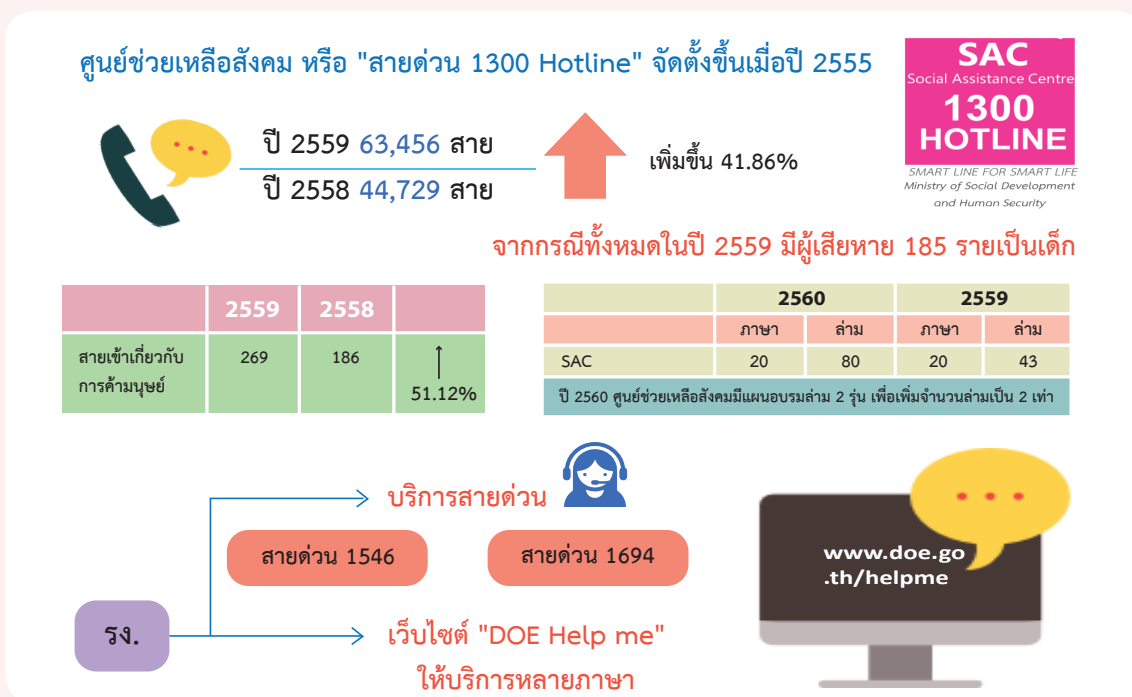 ศูนย์ช่วยเหลือสังคม หรือ "สายด่วน 1300 Hotline" จัดตั้งขึ้นเมื่อปี 2555
SAC
Social Assistance Centre
1300
HOTLINE
SMART LINE FOR SMART LIFE
Ministry of Social Development
and Human Security
ปี 2559 63,456 สาย
ปี 2558 44,729 สาย
เพิ่มขึ้น 41.86%
จากกรณีทั้งหมดในปี 2559 มีผู้เสียหาย 185 รายเป็นเด็ก
2559 2558
สายเข้าเกี่ยวกับ 269 186 ↑
การค้ามนุษย์ 51.12%
2560 2559
ภาษา ล่าม ภาษา ล่าม
SAC 20 80 20 43
ปี 2560 ศูนย์ช่วยเหลือสังคมมีแผนอบรมล่าม 2 รุ่น เพื่อเพิ่มจำนวนล่ามเป็น 2 เท่า
บริการสายด่วน
สายด่วน 1546 สายด่วน 1694
รง.
เว็บไซต์ "DOE Help me"
ให้บริการหลายภาษา
www.doe.go
.th/helpme